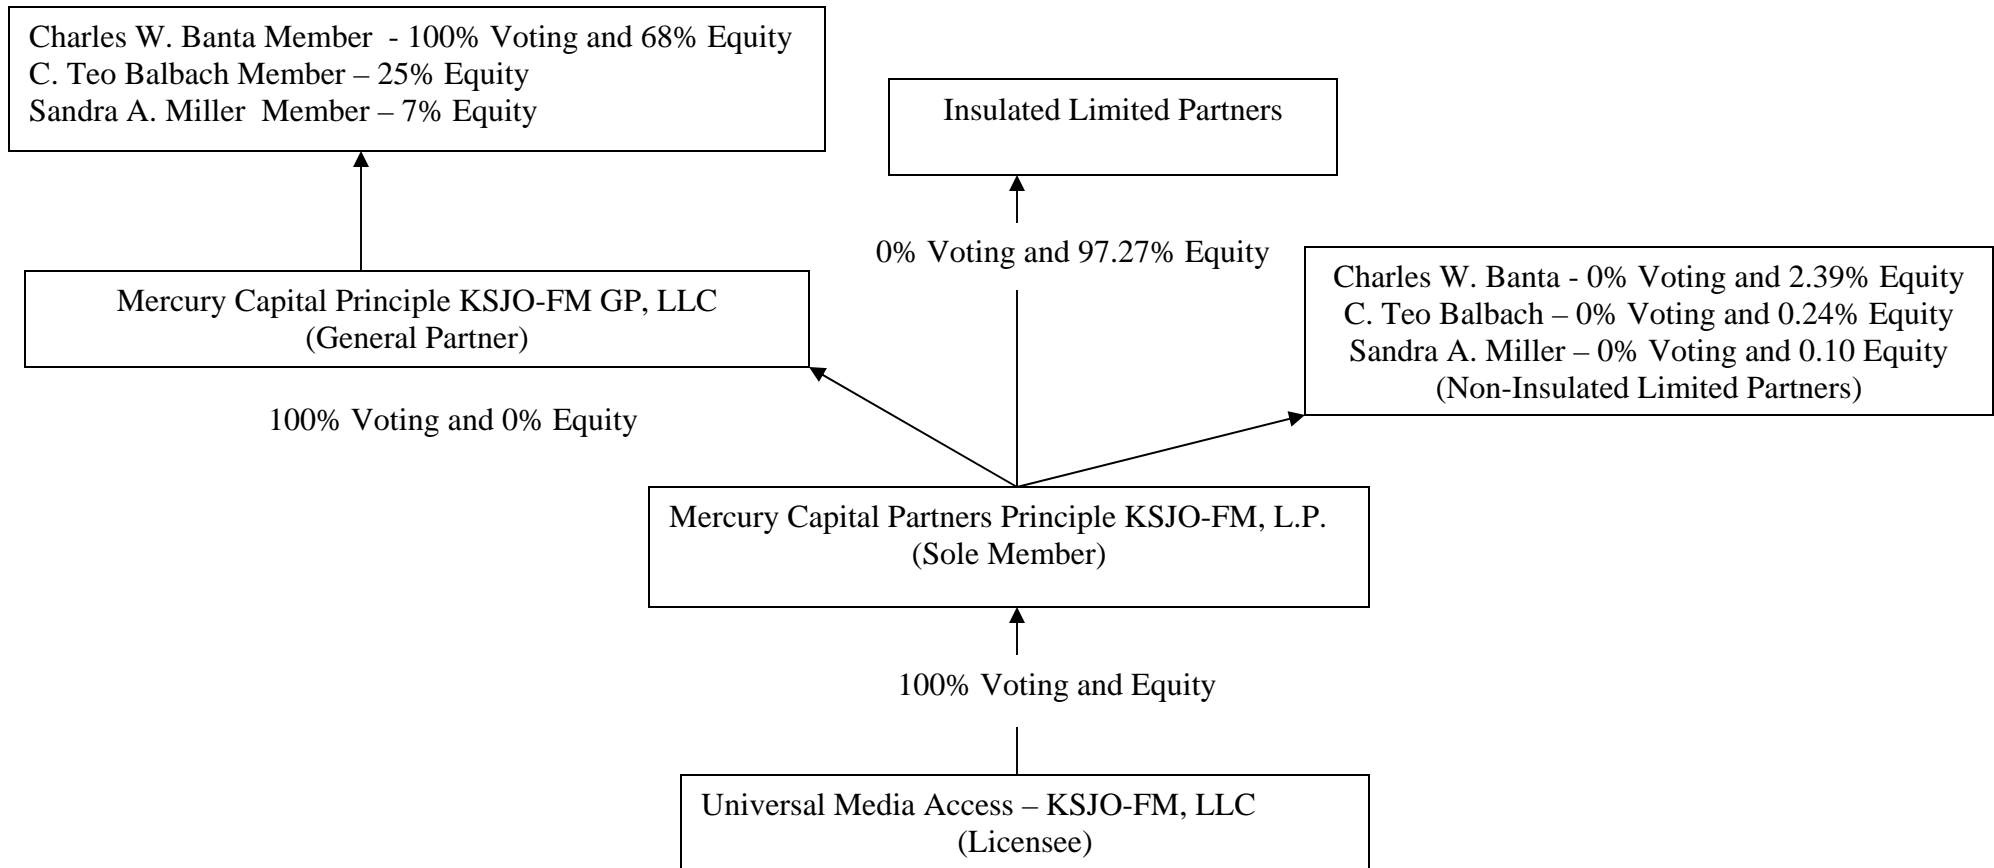 Charles W. Banta Member - 100% Voting and 68% Equity
C. Teo Balbach Member – 25% Equity
Sandra A. Miller Member – 7% Equity
Insulated Limited Partners
0% Voting and 97.27% Equity
Mercury Capital Principle KSJO-FM GP, LLC
(General Partner)
Charles W. Banta - 0% Voting and 2.39% Equity
C. Teo Balbach – 0% Voting and 0.24% Equity
Sandra A. Miller – 0% Voting and 0.10 Equity
(Non-Insulated Limited Partners)
100% Voting and 0% Equity
Mercury Capital Partners Principle KSJO-FM, L.P.
(Sole Member)
100% Voting and Equity
Universal Media Access – KSJO-FM, LLC
(Licensee)